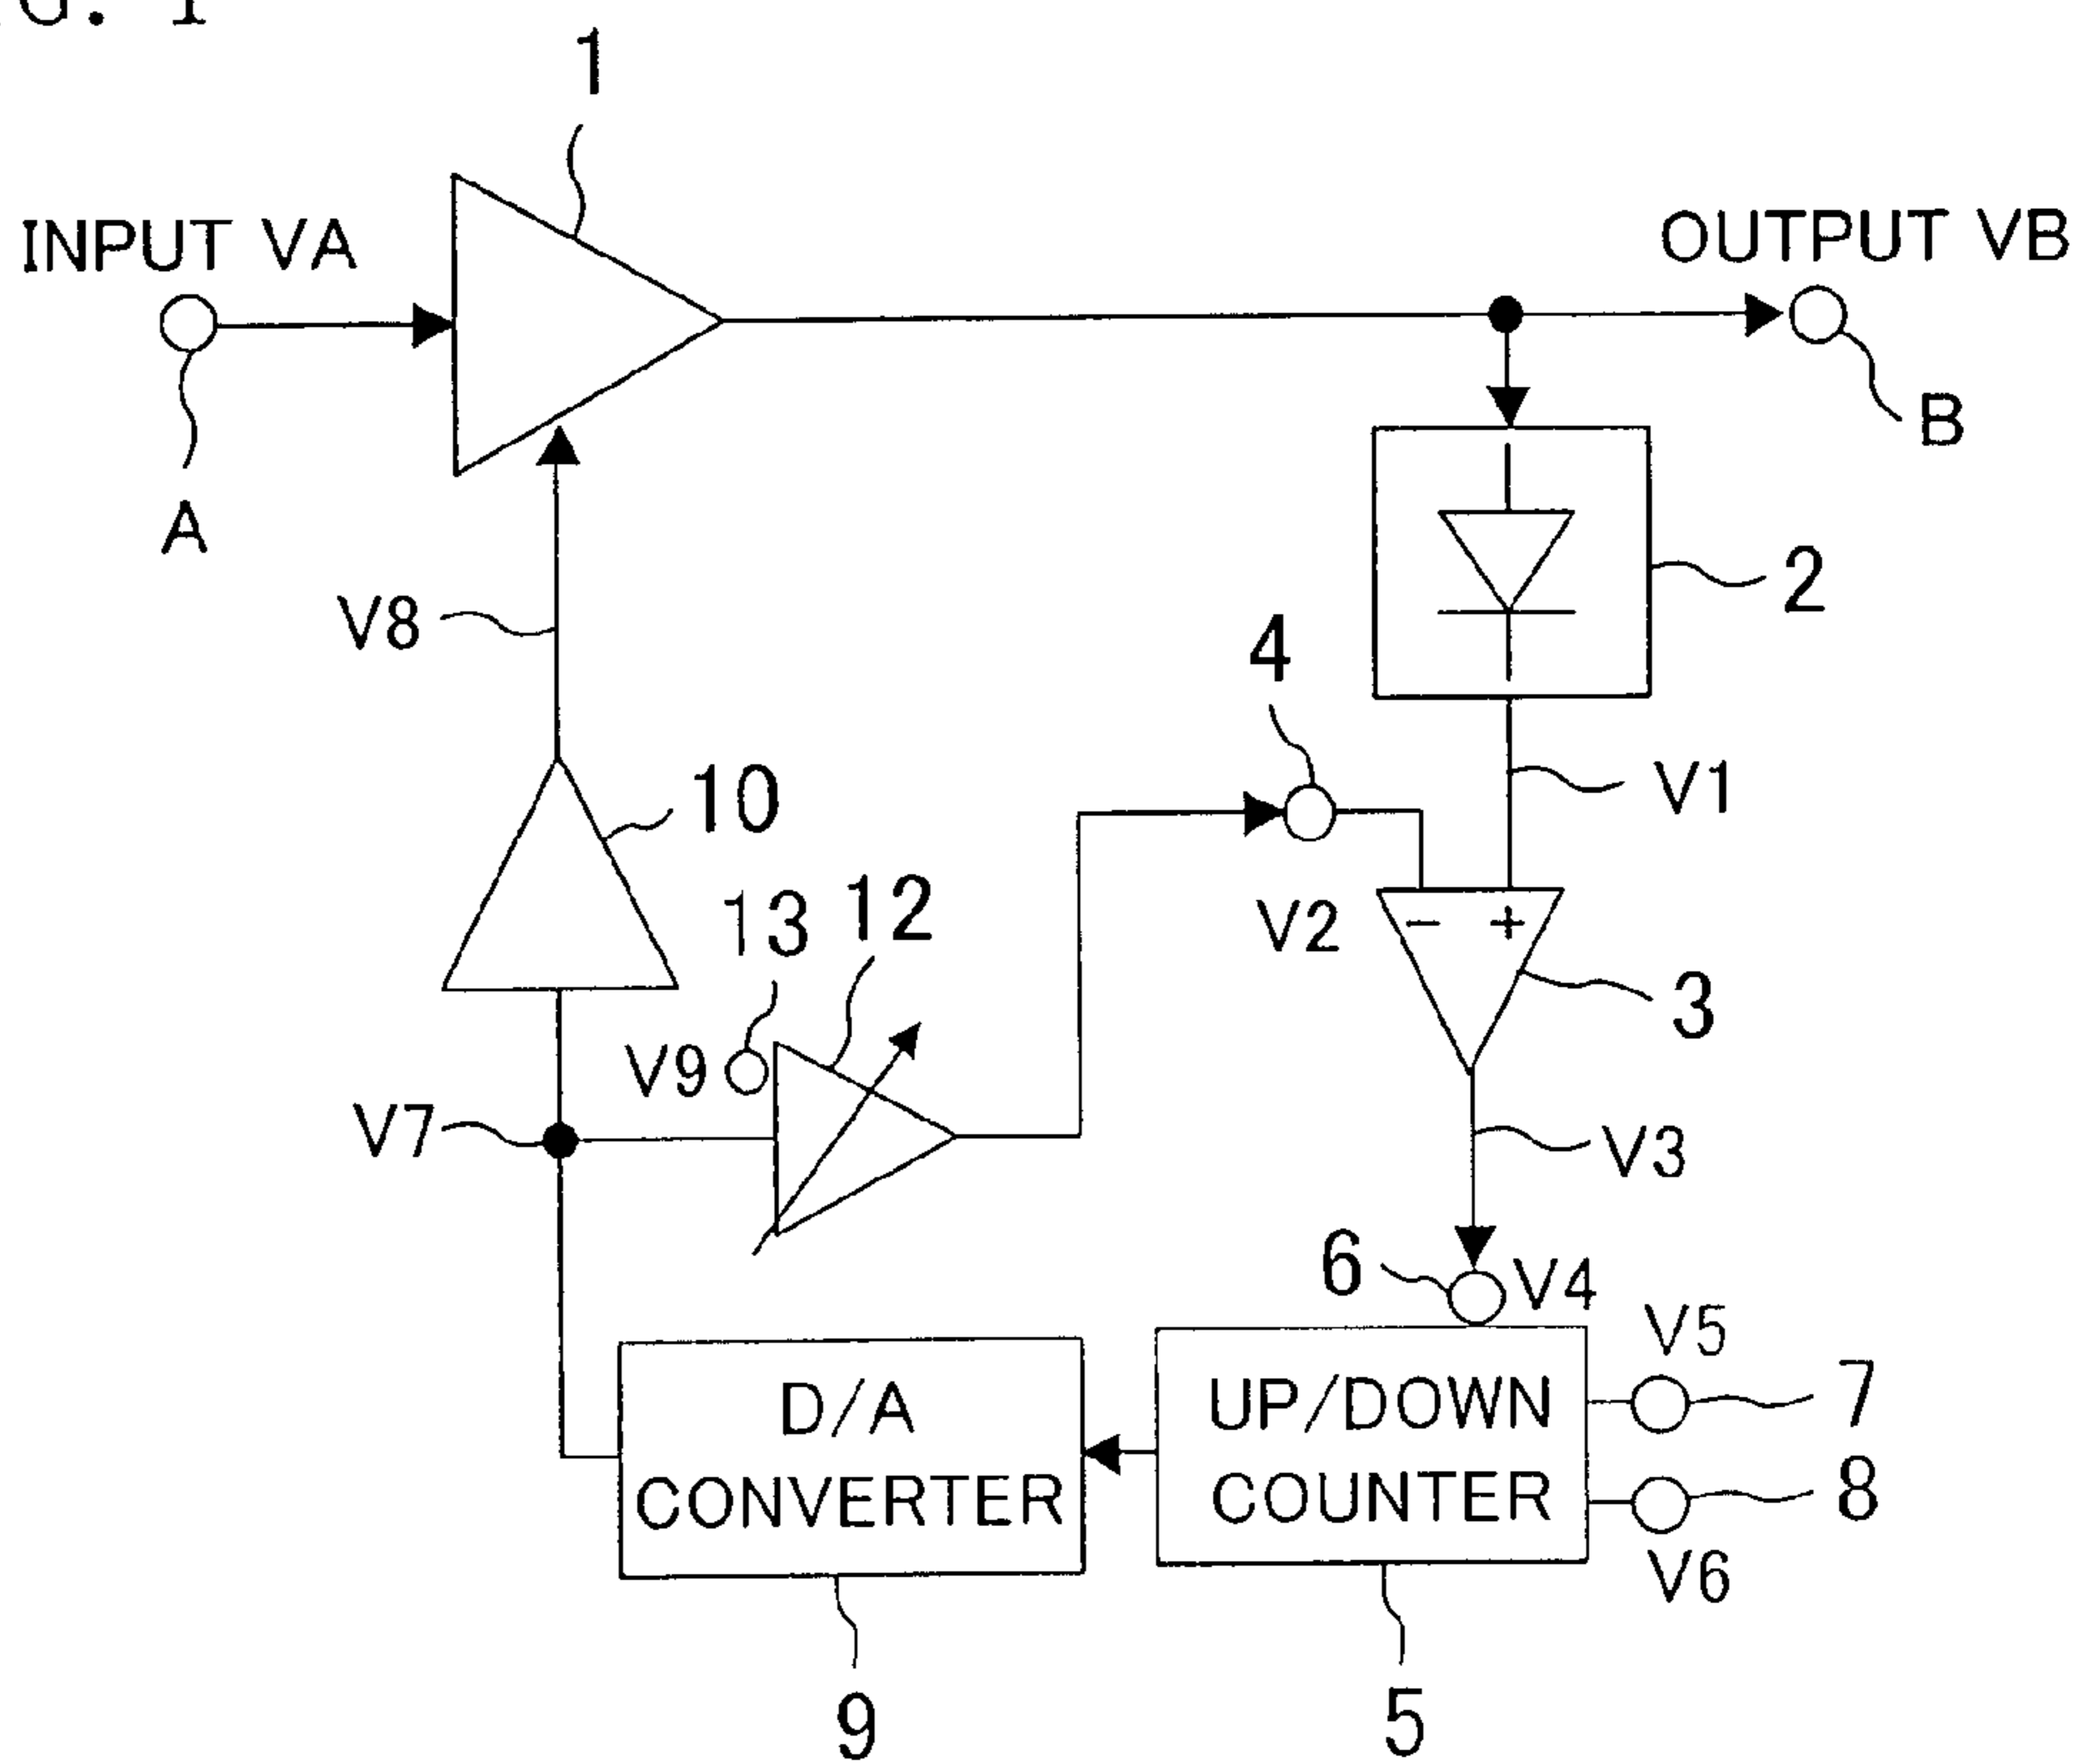 G. 1
1
INPUT VA
OUTPUT VB
A
B
2
V8
4
10
V1
13
12
V2
3
V9
V7
V3
6
V4
V5
D/A
CONVERTER
UP/DOWN
COUNTER
7
8
V6
9
5